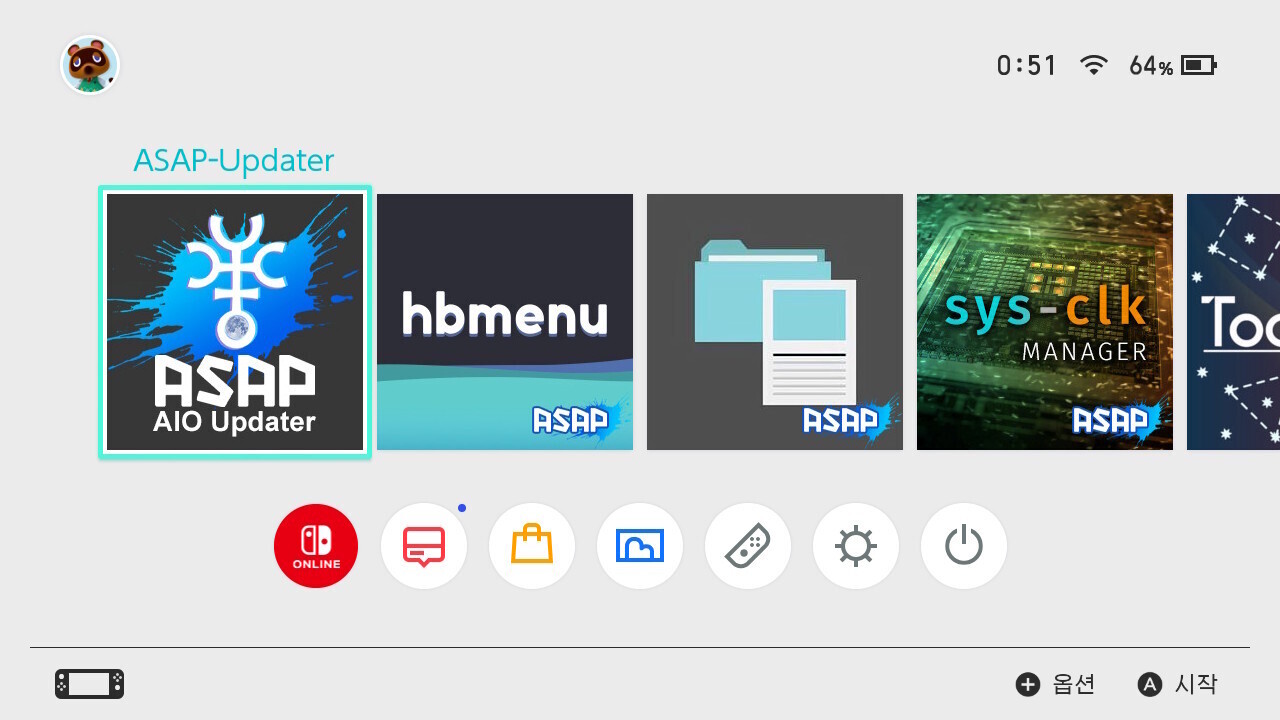 0:51 64%
ASAP-Updater
ASAP
AIO Updater
hbmenu
ASAP
ASAP
sys-clk
MANAGER
ASAP
ONLINE
+ 옵션 A 시작